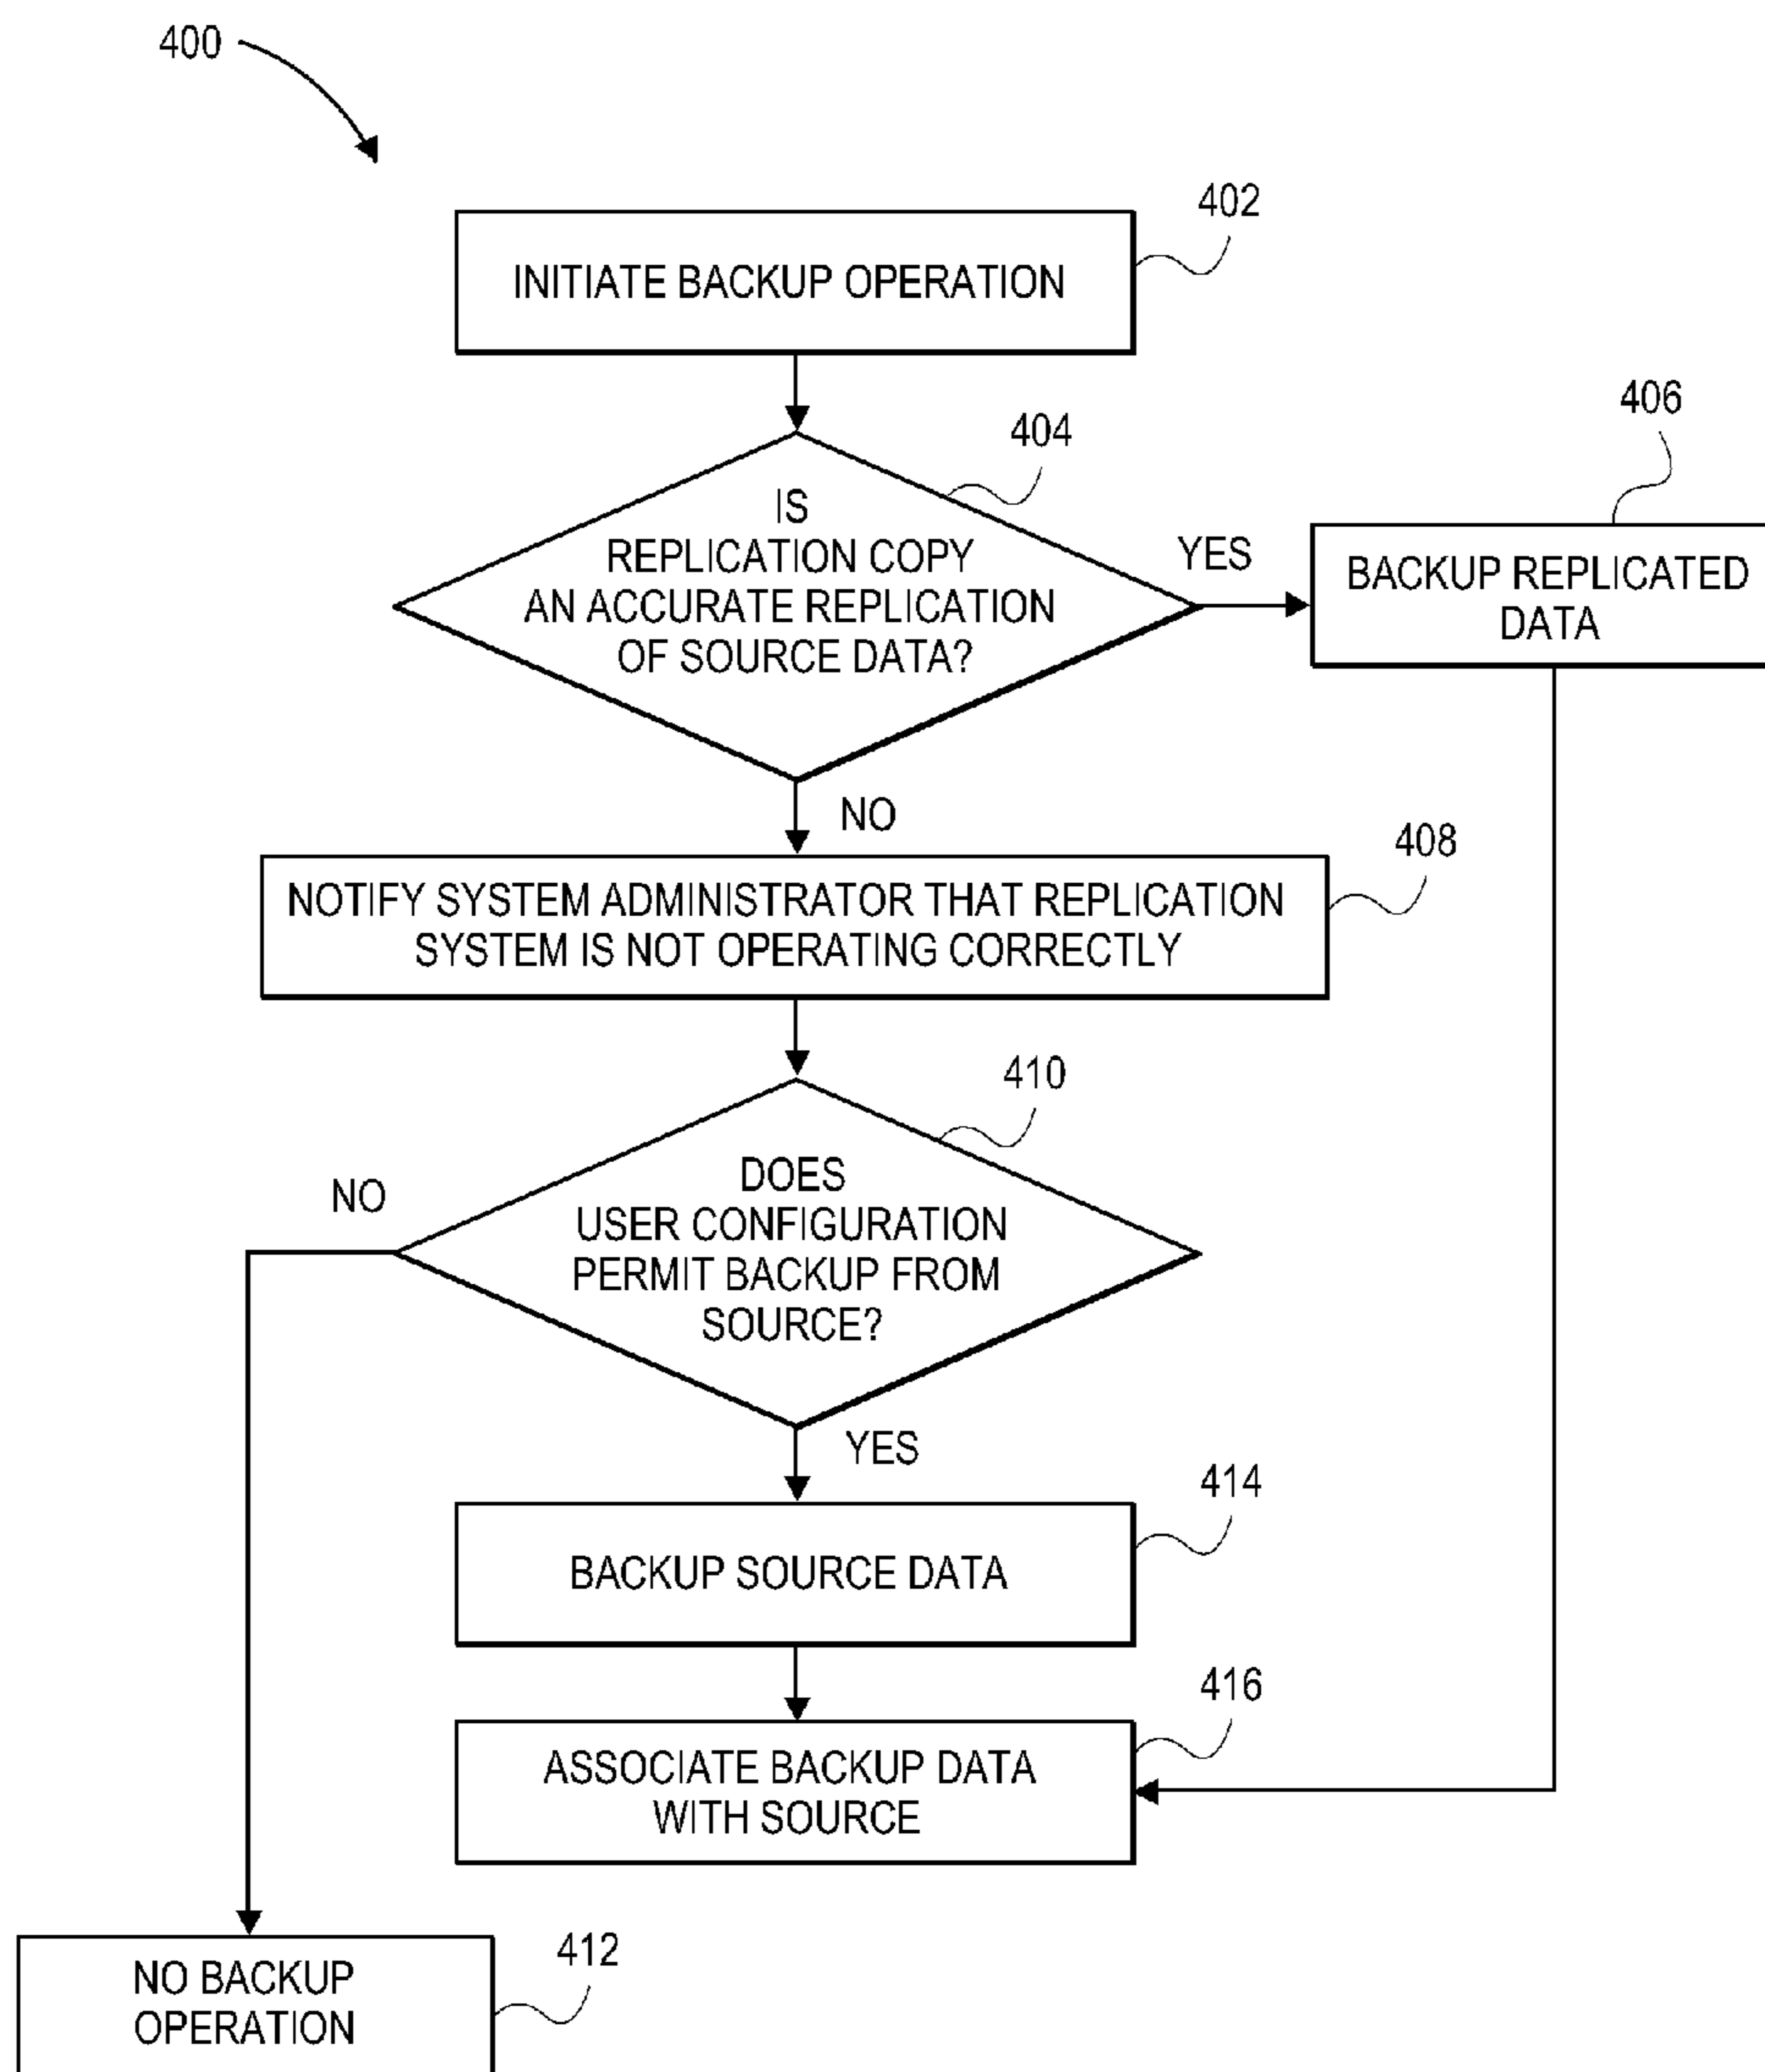 400
402
INITIATE BACKUP OPERATION
404
IS
REPLICATION COPY
AN ACCURATE REPLICATION
OF SOURCE DATA?
YES
406
BACKUP REPLICATED
DATA
NO
408
NOTIFY SYSTEM ADMINISTRATOR THAT REPLICATION
SYSTEM IS NOT OPERATING CORRECTLY
410
DOES
USER CONFIGURATION
PERMIT BACKUP FROM
SOURCE?
NO
YES
414
BACKUP SOURCE DATA
416
ASSOCIATE BACKUP DATA
WITH SOURCE
412
NO BACKUP
OPERATION